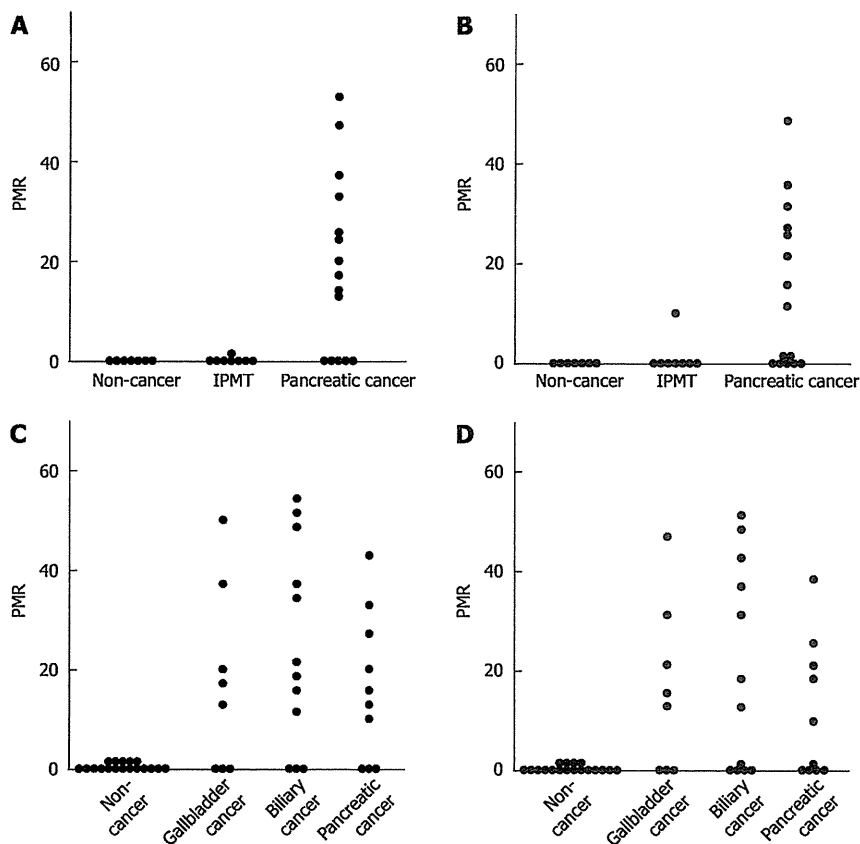 A
60
40
20
0
PMR
Non-cancer
IPMT
Pancreatic cancer
B
60
40
20
0
PMR
Non-cancer
IPMT
Pancreatic cancer
C
60
40
20
0
PMR
Non-
cancer
Gallbladder
cancer
Biliary
cancer
Pancreatic
cancer
D
60
40
20
0
PMR
Non-
cancer
Gallbladder
cancer
Biliary
cancer
Pancreatic
cancer